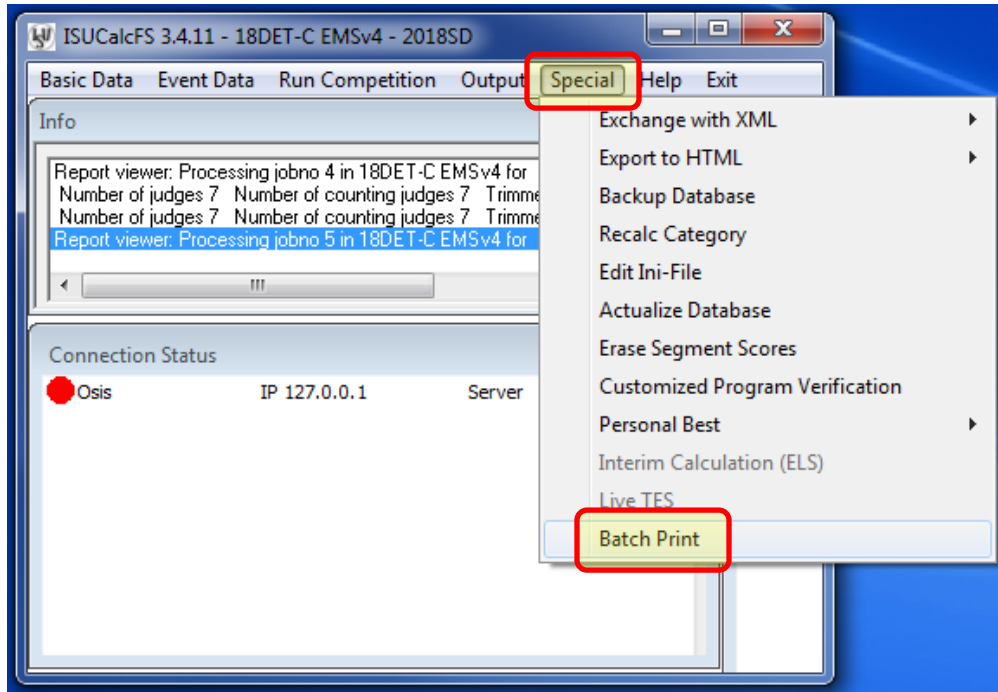 ISUCalcFS 3.4.11 - 18DET-C EMSv4 - 2018SD
Basic Data Event Data Run Competition Output Special Help Exit
Info
Report viewer: Processing jobno 4 in 18DET-C EMSv4 for
Number of judges 7 Number of counting judges 7 Trimme
Number of judges 7 Number of counting judges 7 Trimme
Report viewer: Processing jobno 5 in 18DET-C EMSv4 for
Connection Status
Osis IP 127.0.0.1 Server
Exchange with XML
Export to HTML
Backup Database
Recalc Category
Edit Ini-File
Actualize Database
Erase Segment Scores
Customized Program Verification
Personal Best
Interim Calculation (ELS)
Live TES
Batch Print